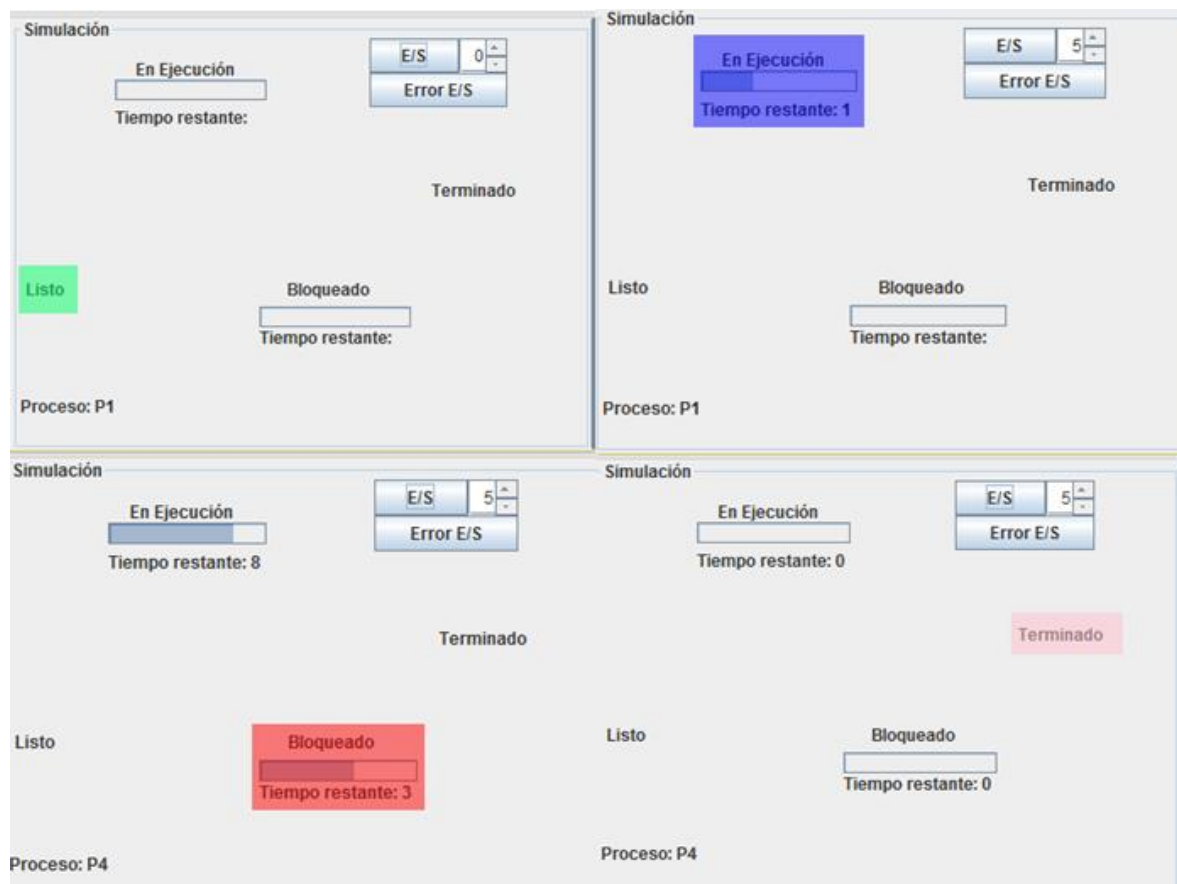 Simulación
E/S 0
En Ejecución
Error E/S
Tiempo restante:
Terminado
Listo
Bloqueado
Tiempo restante:
Proceso: P1
Simulación
E/S 5
En Ejecución
Error E/S
Tiempo restante: 1
Terminado
Listo
Bloqueado
Tiempo restante:
Proceso: P1
Simulación
E/S 5
En Ejecución
Error E/S
Tiempo restante: 8
Terminado
Listo
Bloqueado
Tiempo restante: 3
Proceso: P4
Simulación
E/S 5
En Ejecución
Error E/S
Tiempo restante: 0
Terminado
Listo
Bloqueado
Tiempo restante: 0
Proceso: P4